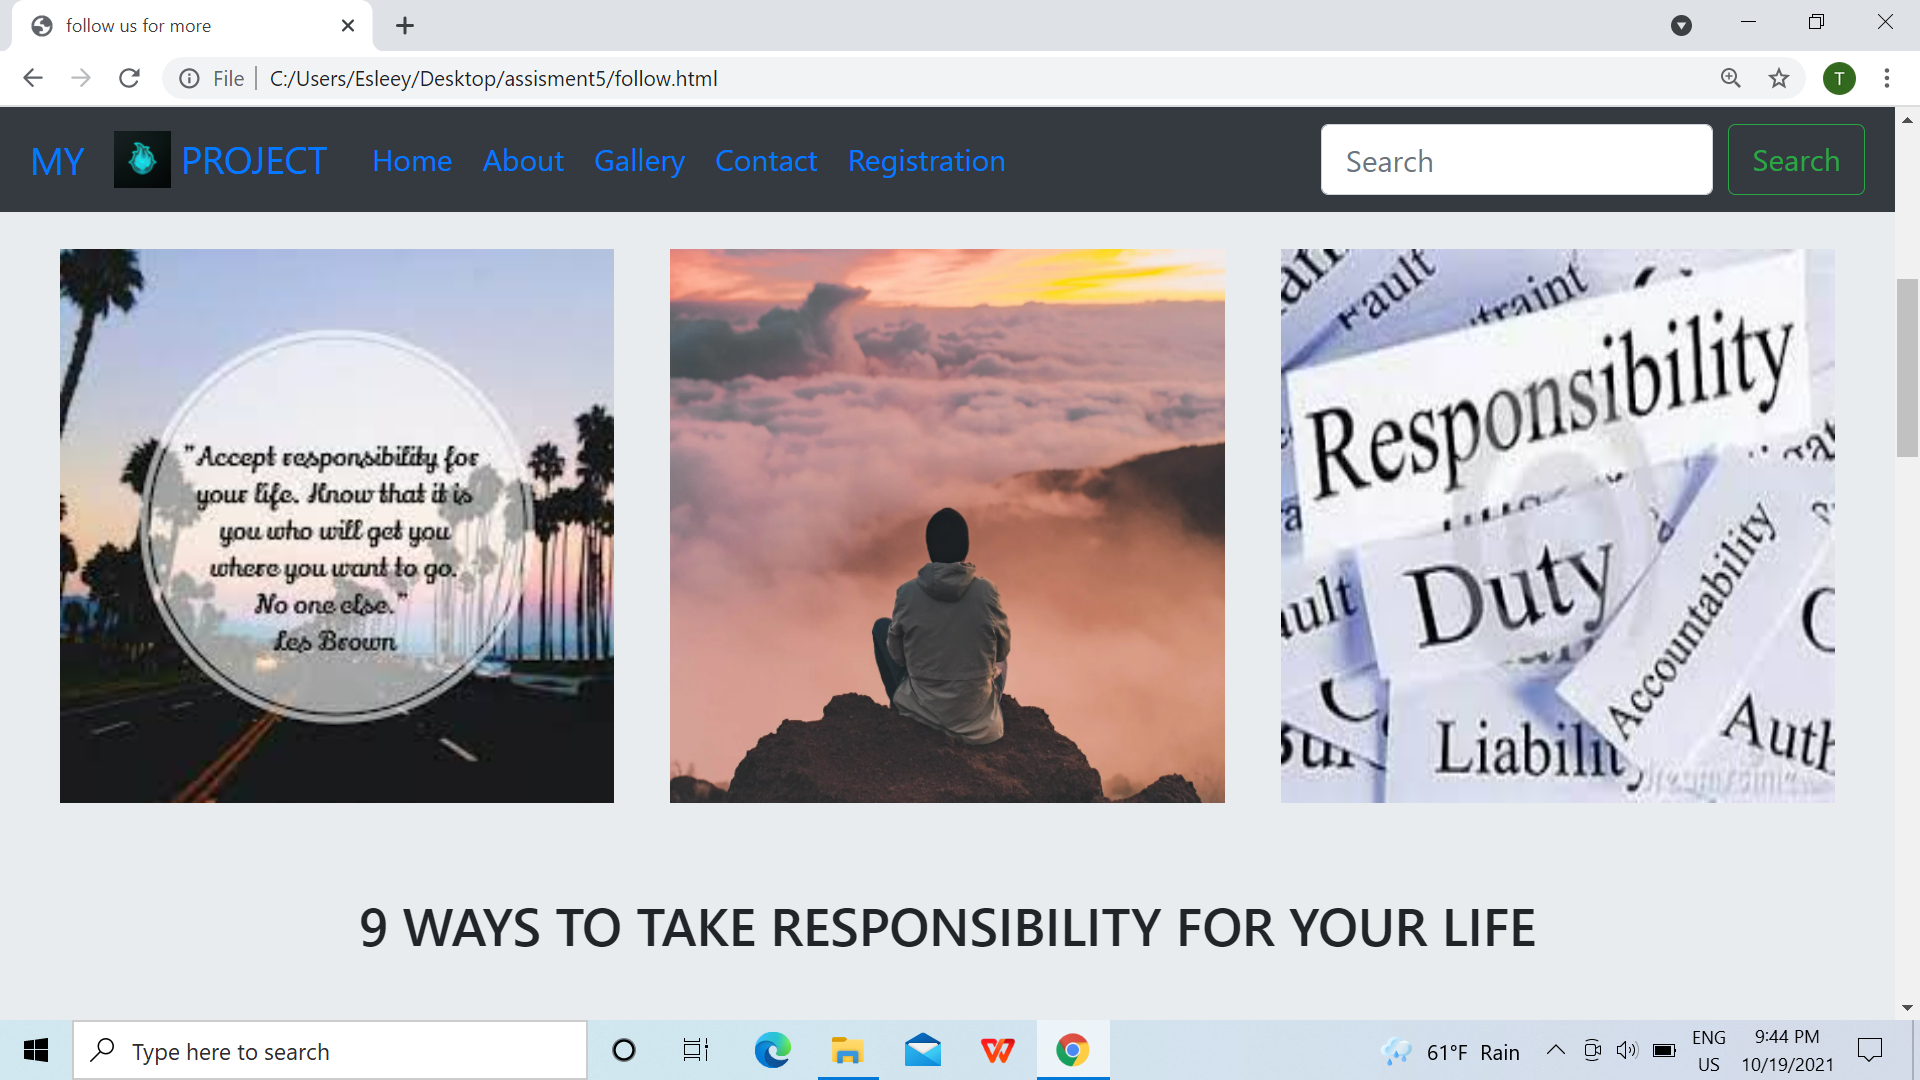 follow us for more
File
C:/Users/Esleey/Desktop/assisment5/follow.html
T
MY PROJECT
Home
About
Gallery
Contact
Registration
Search
Search
"Accept responsibility for
your life. Know that it is
you who will get you
where you want to go.
No one else."
Les Brown
Fault
traint
Responsibility
Duty
ault
Accountability
Liability
Auth
dreamstime
9 WAYS TO TAKE RESPONSIBILITY FOR YOUR LIFE
Type here to search
61°F Rain
ENG
US
9:44 PM
10/19/2021